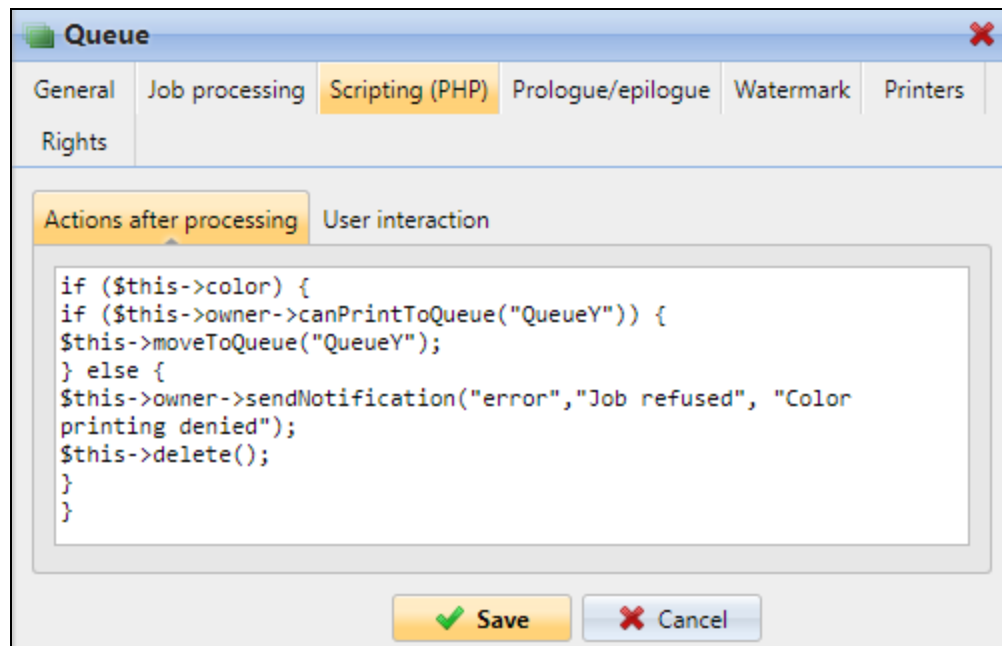 Queue
General Job processing Scripting (PHP) Prologue/epilogue Watermark Printers
Rights
Actions after processing User interaction
if ($this->color) {
if ($this->owner->canPrintToQueue("QueueY")) {
$this->moveToQueue("QueueY");
} else {
$this->owner->sendNotification("error","Job refused", "Color
printing denied");
$this->delete();
}
}
Save Cancel